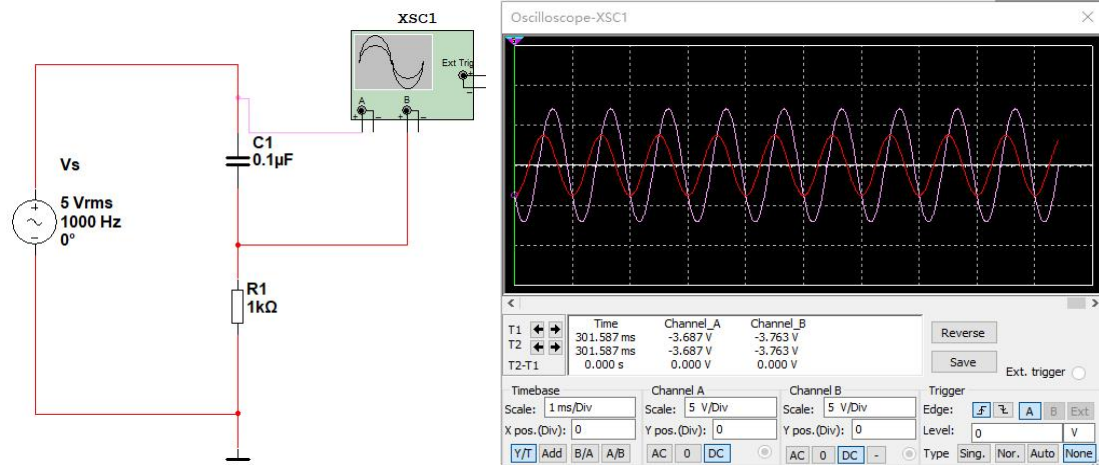 XSC1
Ext Trig
+
-
A
B
+ - + -
C1
0.1µF
Vs
+
~
-
5 Vrms
1000 Hz
0°
R1
1kΩ
Oscilloscope-XSC1
T1
T2
T2-T1
Time Channel_A Channel_B
301.587 ms -3.687 V -3.763 V
301.587 ms -3.687 V -3.763 V
0.000 s 0.000 V 0.000 V
Reverse
Save
Ext. trigger
Timebase
Scale: 1 ms/Div
X pos.(Div): 0
Y/T Add B/A A/B
Channel A
Scale: 5 V/Div
Y pos.(Div): 0
AC 0 DC
Channel B
Scale: 5 V/Div
Y pos.(Div): 0
AC 0 DC -
Trigger
Edge: A B Ext
Level: 0 V
Type Sing. Nor. Auto None